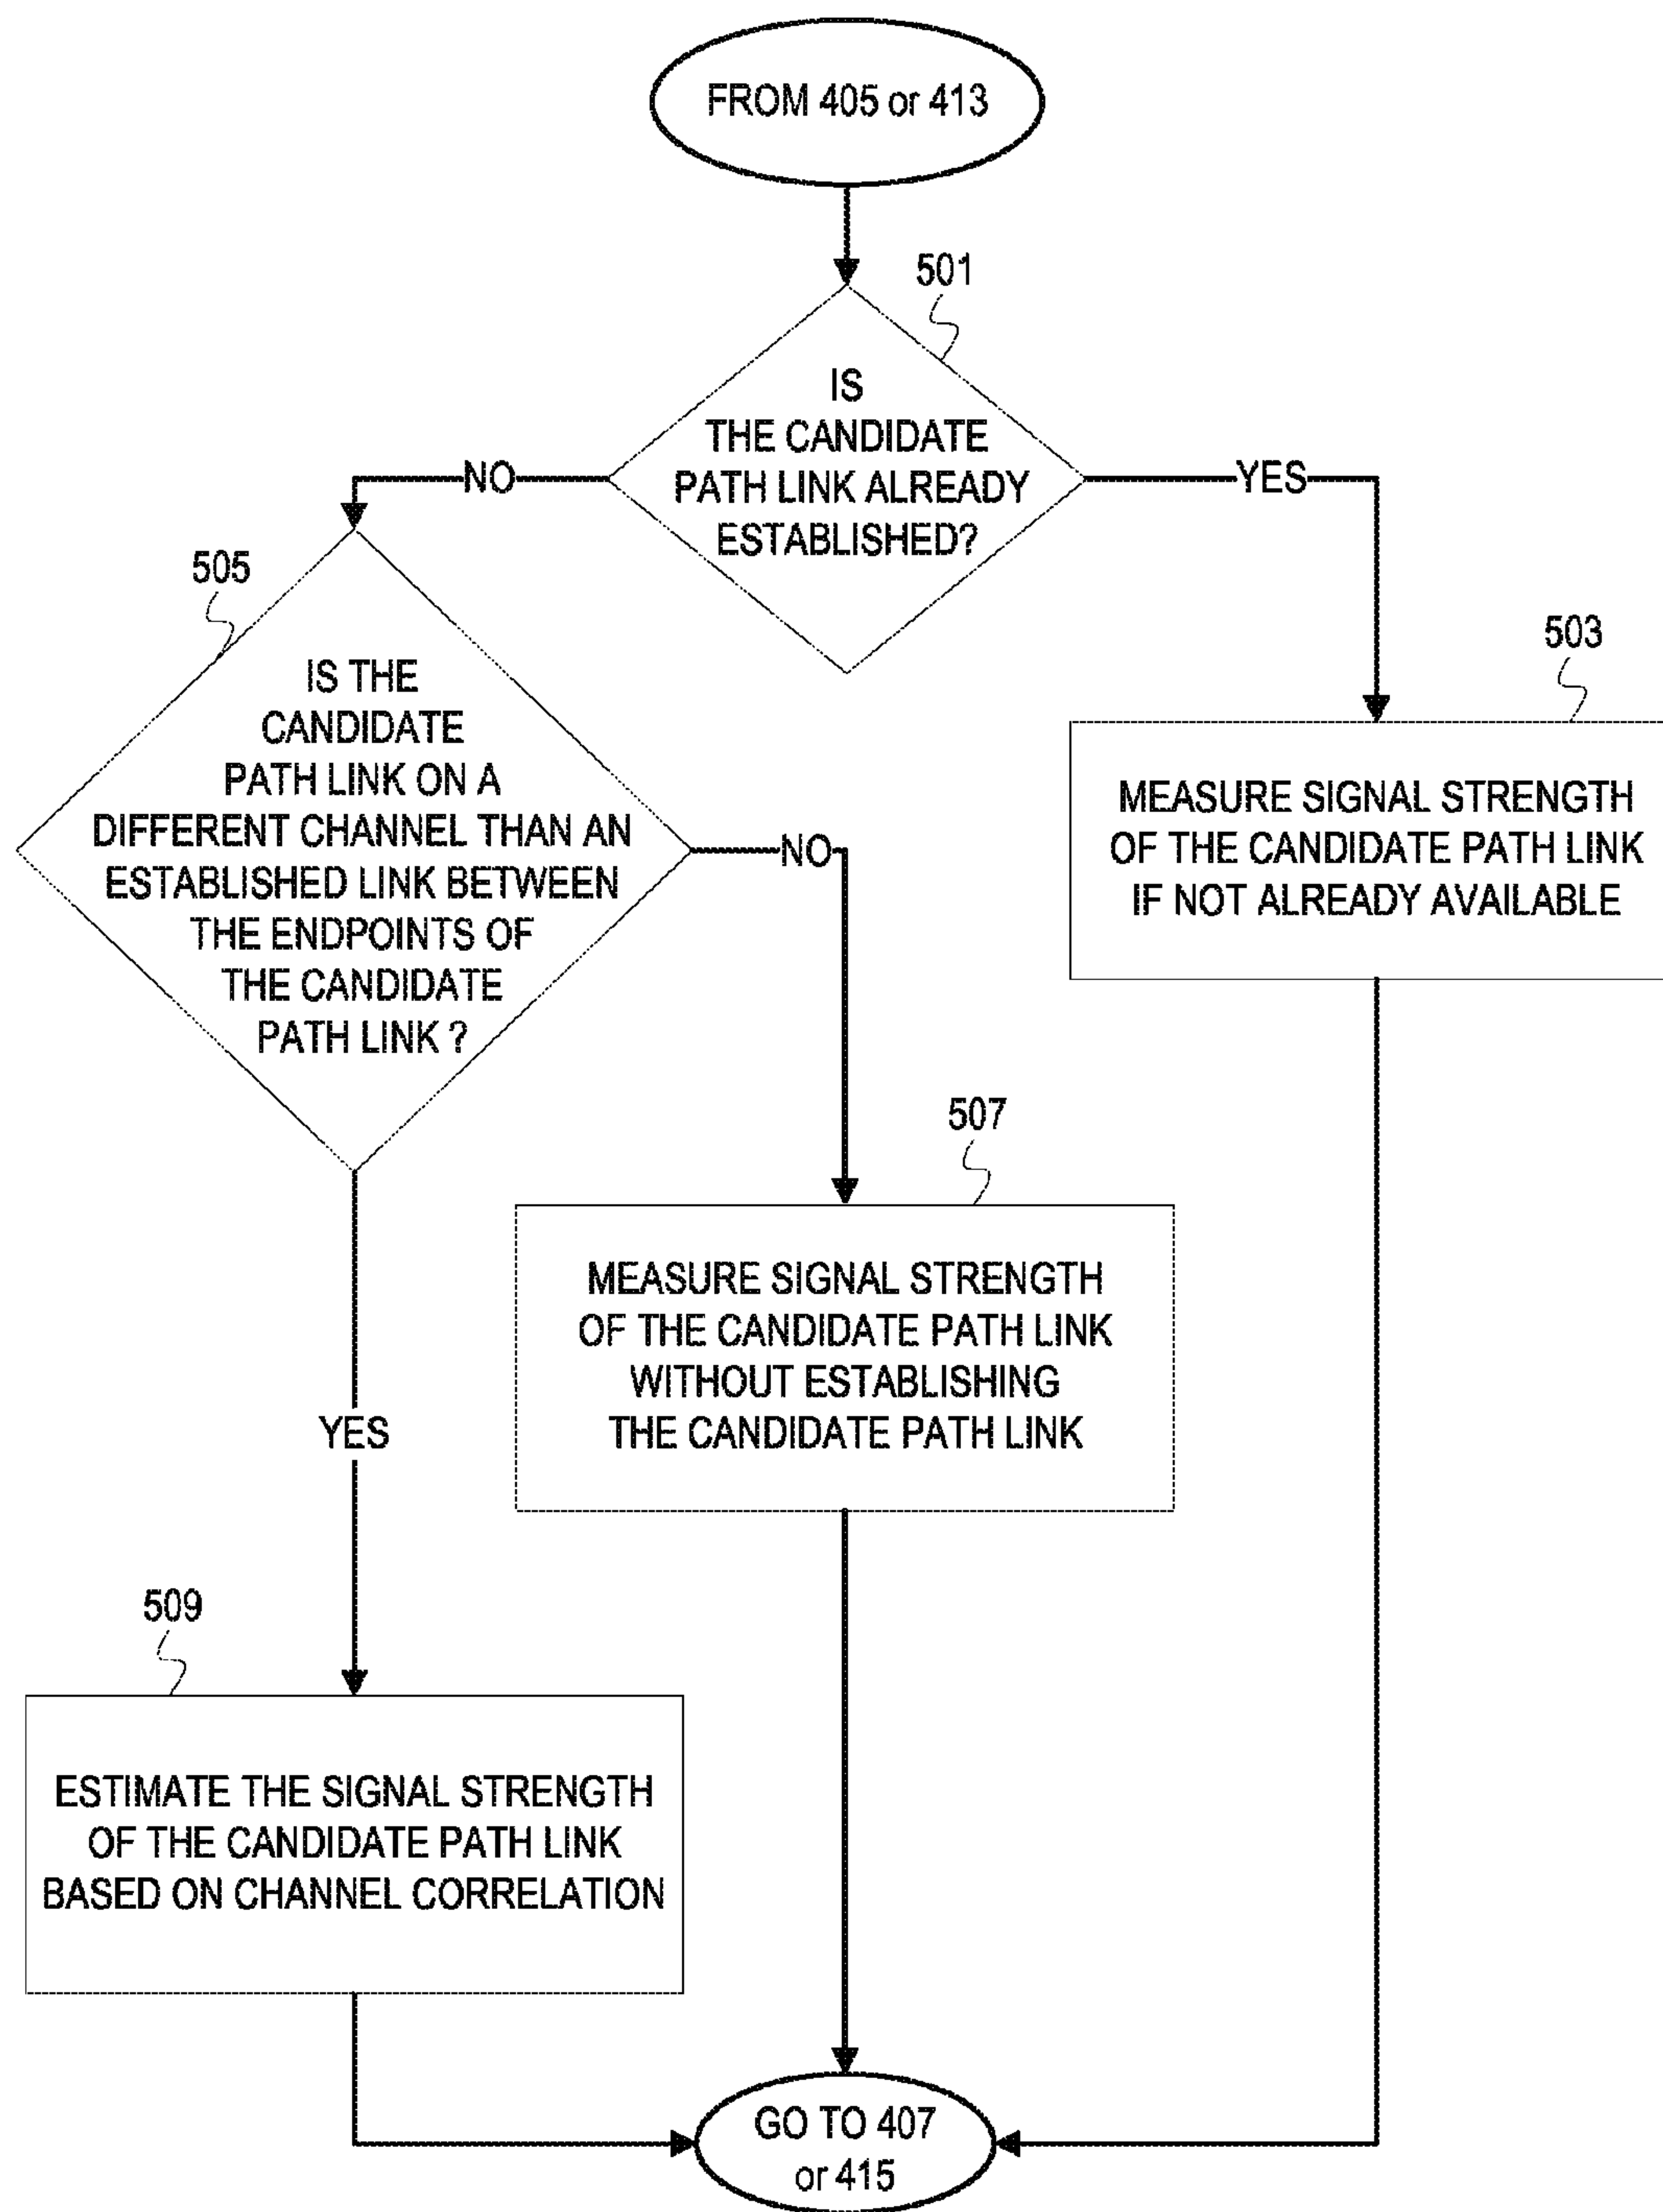 FROM 405 or 413
501
IS
THE CANDIDATE
PATH LINK ALREADY
ESTABLISHED?
NO
YES
505
IS THE
CANDIDATE
PATH LINK ON A
DIFFERENT CHANNEL THAN AN
ESTABLISHED LINK BETWEEN
THE ENDPOINTS OF
THE CANDIDATE
PATH LINK ?
503
MEASURE SIGNAL STRENGTH
OF THE CANDIDATE PATH LINK
IF NOT ALREADY AVAILABLE
NO
507
MEASURE SIGNAL STRENGTH
OF THE CANDIDATE PATH LINK
WITHOUT ESTABLISHING
THE CANDIDATE PATH LINK
YES
509
ESTIMATE THE SIGNAL STRENGTH
OF THE CANDIDATE PATH LINK
BASED ON CHANNEL CORRELATION
GO TO 407
or 415